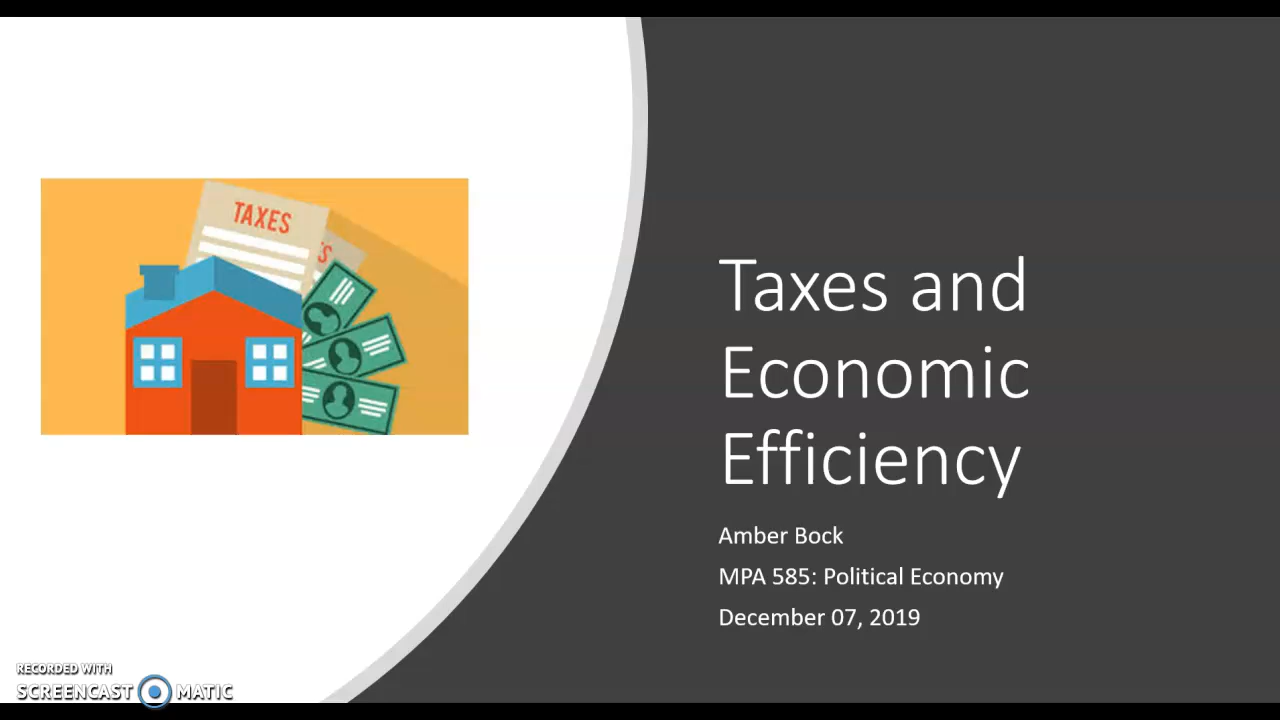 TAXES
Taxes and
Economic
Efficiency
Amber Bock
MPA 585: Political Economy
December 07, 2019
RECORDED WITH
SCREENCAST MATIC